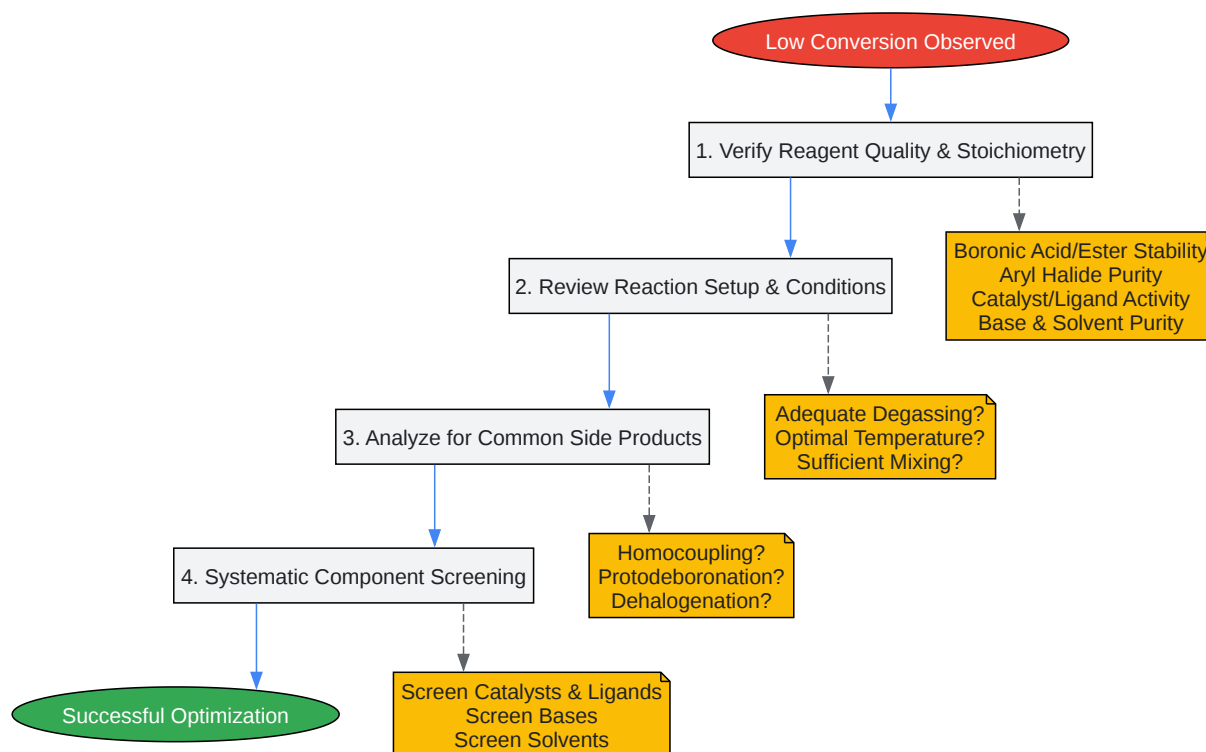 Low Conversion Observed
1. Verify Reagent Quality & Stoichiometry
Boronic Acid/Ester Stability
Aryl Halide Purity
Catalyst/Ligand Activity
Base & Solvent Purity
2. Review Reaction Setup & Conditions
Adequate Degassing?
Optimal Temperature?
Sufficient Mixing?
3. Analyze for Common Side Products
Homocoupling?
Protodeboronation?
Dehalogenation?
4. Systematic Component Screening
Screen Catalysts & Ligands
Screen Bases
Screen Solvents
Successful Optimization